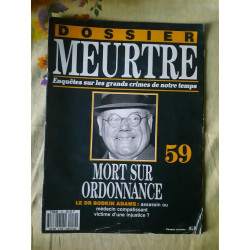 DOSSIER
MEURTRE
Enquêtes sur les grands crimes de notre temps
59
MORT SUR
ORDONNANCE
LE DR BODKIN ADAMS: assassin ou
médecin compatissant
victime d'une injustice ?